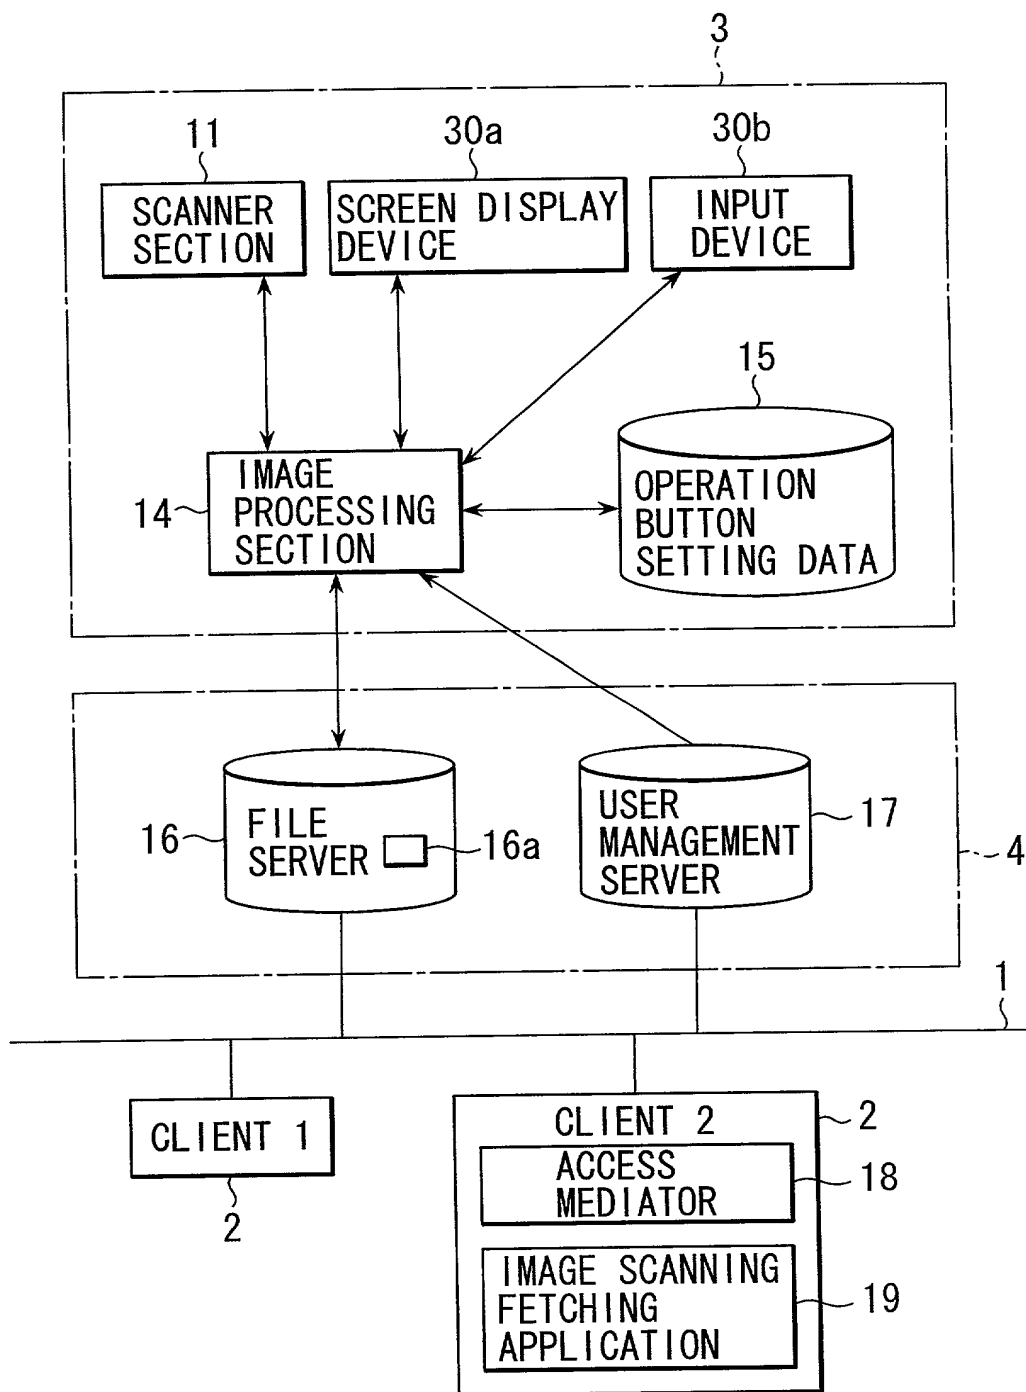 3
11
30a
30b
SCANNER
SECTION
SCREEN DISPLAY
DEVICE
INPUT
DEVICE
15
14
IMAGE
PROCESSING
SECTION
OPERATION
BUTTON
SETTING DATA
16
FILE
SERVER
16a
USER
MANAGEMENT
SERVER
17
4
1
CLIENT 1
2
CLIENT 2
2
ACCESS
MEDIATOR
18
IMAGE SCANNING
FETCHING
APPLICATION
19